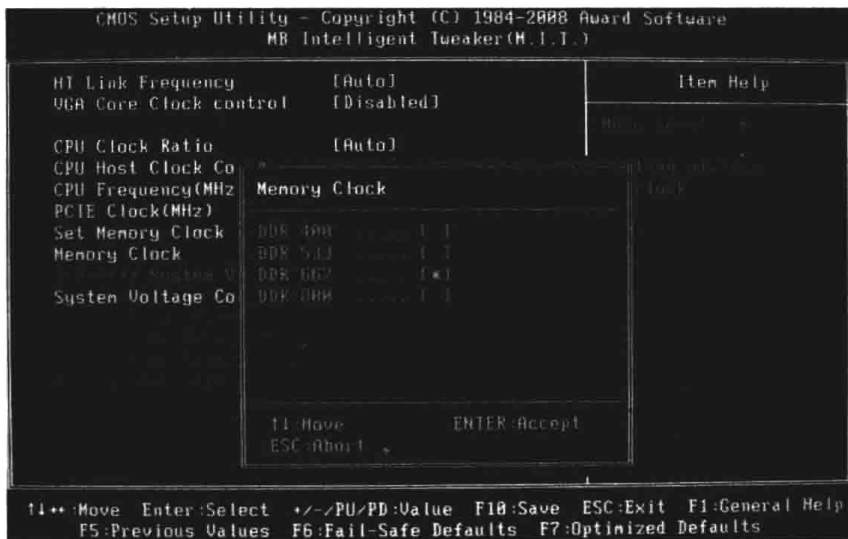 CMOS Setup Utility - Copyright (C) 1984-2008 Award Software
MB Intelligent Tweaker(M.I.T.)
HT Link Frequency [Auto]
VGA Core Clock control [Disabled]
CPU Clock Ratio [Auto]
CPU Host Clock Co
CPU Frequency(MHz
PCIE Clock(MHz)
Set Memory Clock
Memory Clock
System Voltage Co
Item Help
Memory Clock
DDR 400 ..... [ ]
DDR 533 ..... [ ]
DDR 667 ..... [*]
DDR 800 ..... [ ]
↑↓:Move ENTER:Accept
ESC:Abort
↑↓→←:Move Enter:Select +/-/PU/PD:Value F10:Save ESC:Exit F1:General Help
F5:Previous Values F6:Fail-Safe Defaults F7:Optimized Defaults